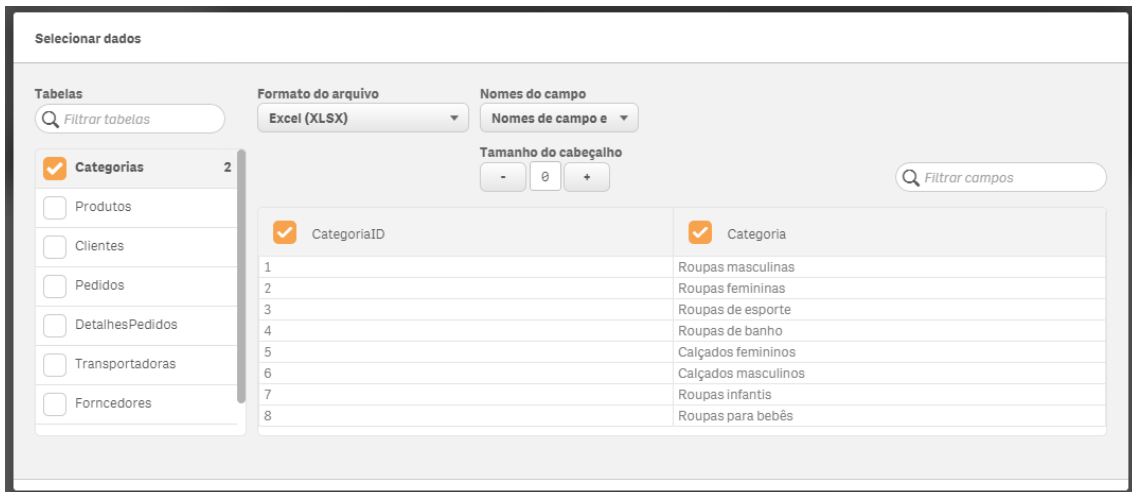 Selecionar dados
Tabelas
Filtrar tabelas
Formato do arquivo
Excel (XLSX)
Nomes do campo
Nomes de campo e
Tamanho do cabeçalho
- 0 +
Filtrar campos
Categorias 2
Produtos
Clientes
Pedidos
DetalhesPedidos
Transportadoras
Forncedores
CategoriaID Categoria
1 Roupas masculinas
2 Roupas femininas
3 Roupas de esporte
4 Roupas de banho
5 Calçados femininos
6 Calçados masculinos
7 Roupas infantis
8 Roupas para bebês